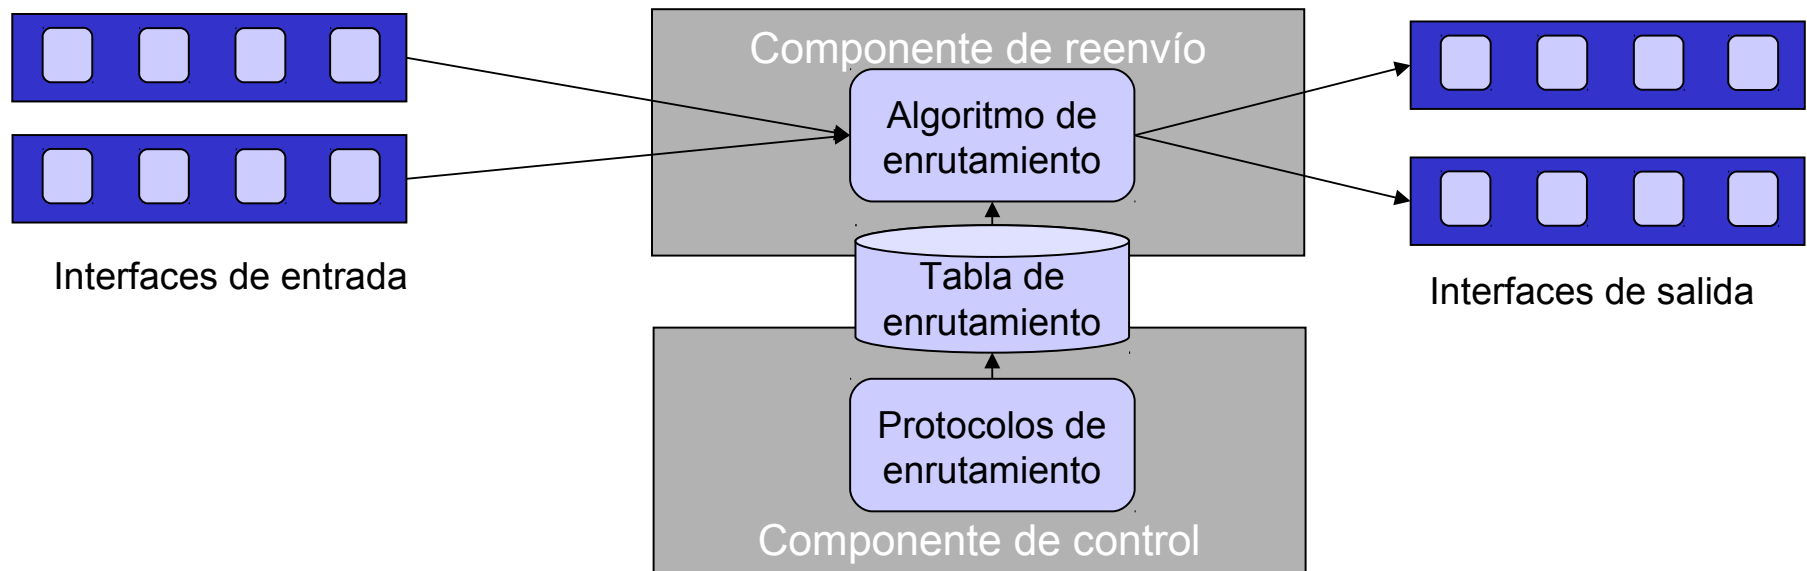 Componente de reenvío
Algoritmo de
enrutamiento
Interfaces de entrada
Tabla de
enrutamiento
Interfaces de salida
Protocolos de
enrutamiento
Componente de control